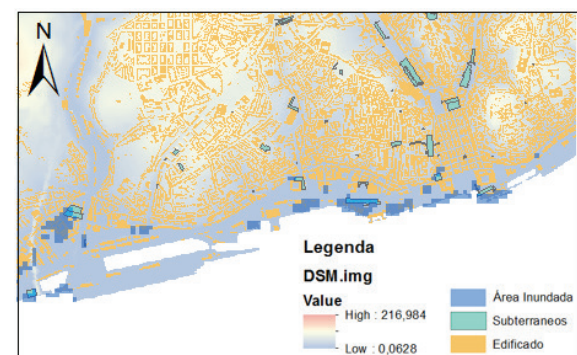 N
Legenda
DSM.img
Value
High : 216,984
Low : 0,0628
Área Inundada
Subterraneos
Edificado